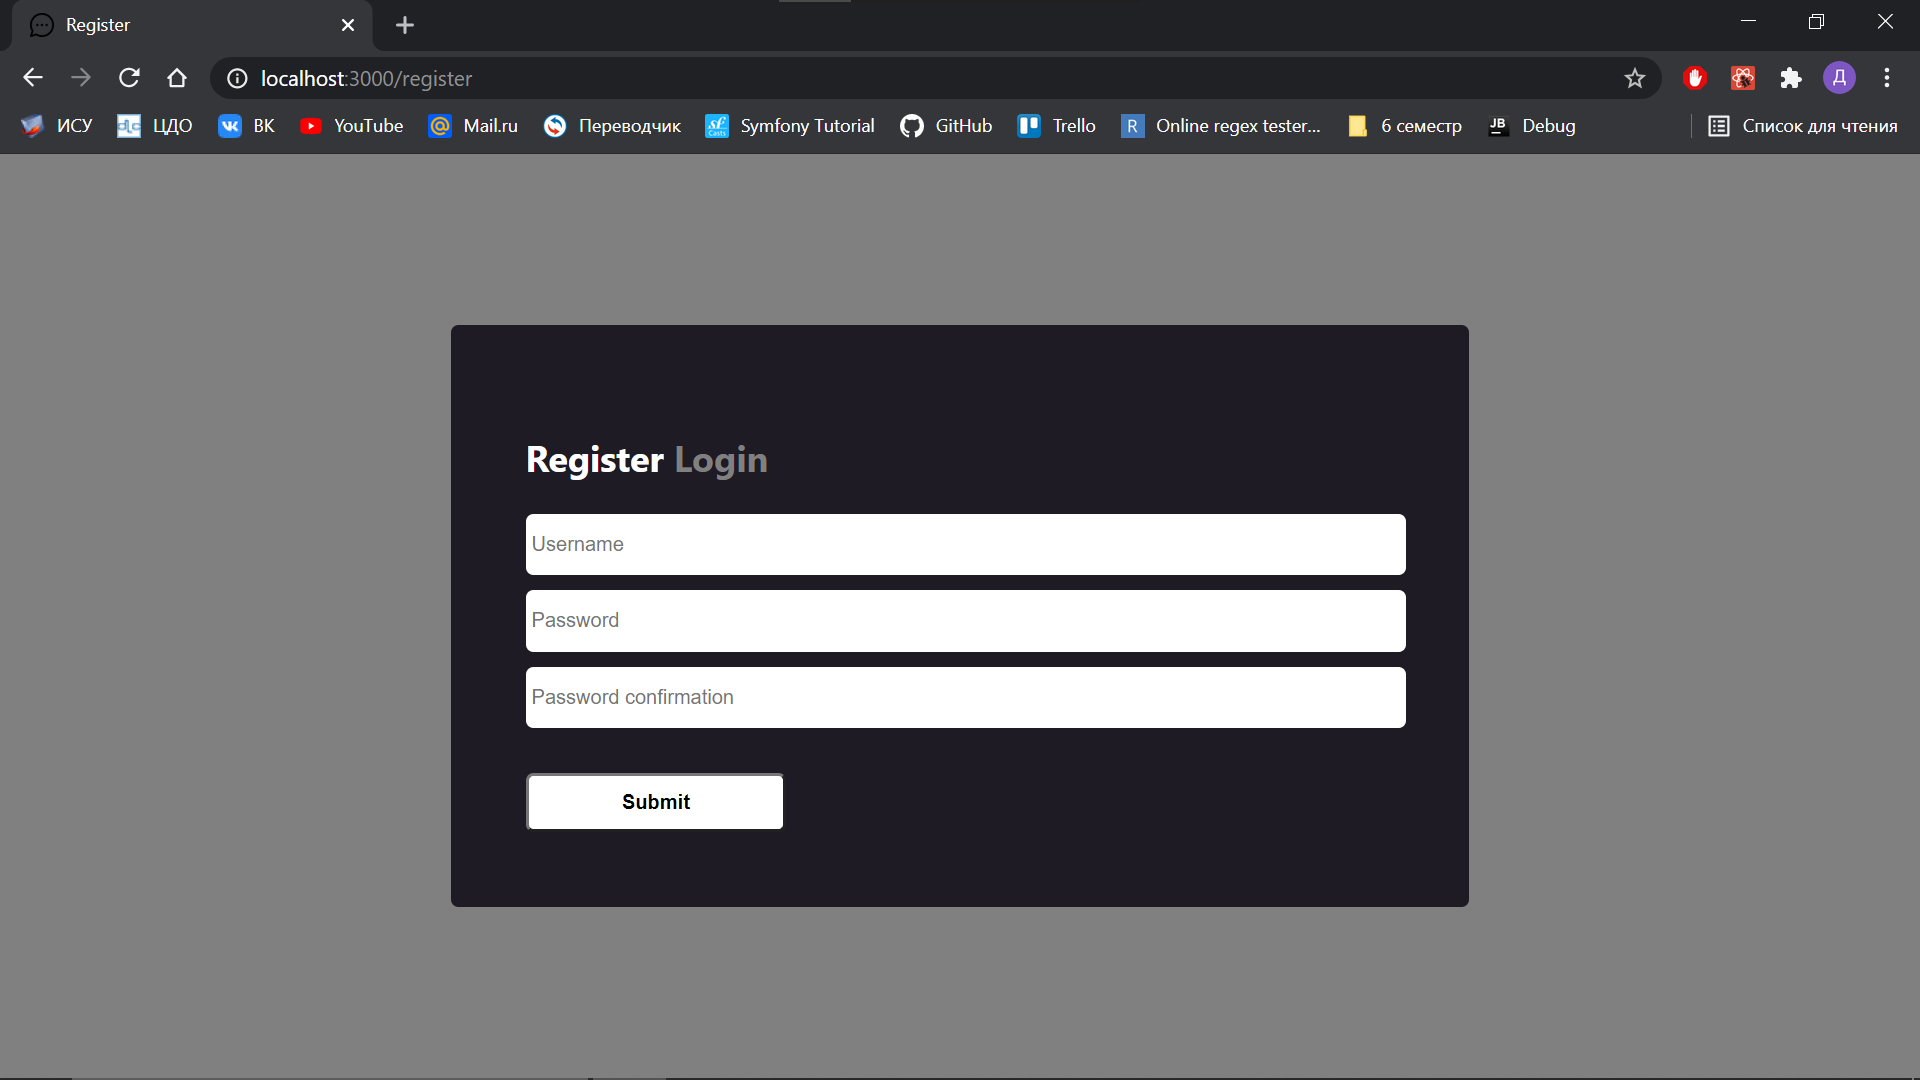 Register
localhost:3000/register
Д
ИСУ ЦДО ВК YouTube Mail.ru Переводчик Symfony Tutorial GitHub Trello Online regex tester... 6 семестр Debug Список для чтения
Register Login
Username
Password
Password confirmation
Submit